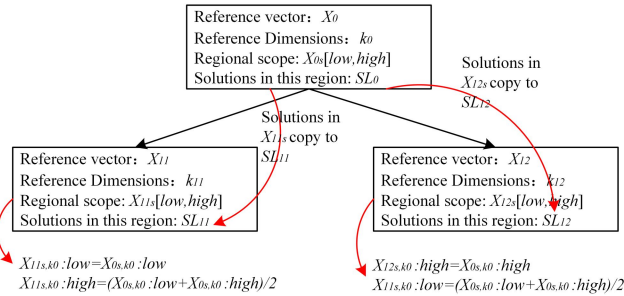 Reference vector: X0
Reference Dimensions: k0
Regional scope: X0s[low,high]
Solutions in this region: SL0
Solutions in
X12s copy to
SL12
Solutions in
X11s copy to
SL11
Reference vector: X11
Reference Dimensions: k11
Regional scope: X11s[low,high]
Solutions in this region: SL11
Reference vector: X12
Reference Dimensions: k12
Regional scope: X12s[low,high]
Solutions in this region: SL12
X11s,k0 :low=X0s,k0 :low
X11s,k0 :high=(X0s,k0 :low+X0s,k0 :high)/2
X12s,k0 :high=X0s,k0 :high
X11s,k0 :low=(X0s,k0 :low+X0s,k0 :high)/2